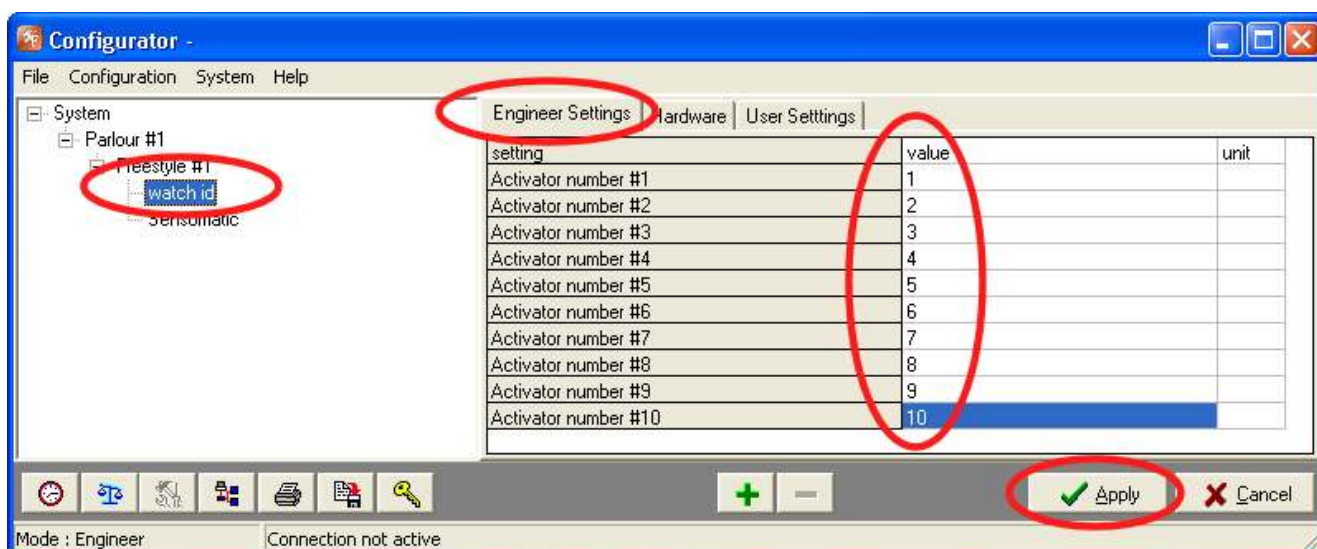 Configurator -
File Configuration System Help
System
Parlour #1
Freestyle #1
watch id
Sensomatic
Engineer Settings Hardware User Setttings
setting value unit
Activator number #1 1
Activator number #2 2
Activator number #3 3
Activator number #4 4
Activator number #5 5
Activator number #6 6
Activator number #7 7
Activator number #8 8
Activator number #9 9
Activator number #10 10
Apply Cancel
Mode : Engineer Connection not active